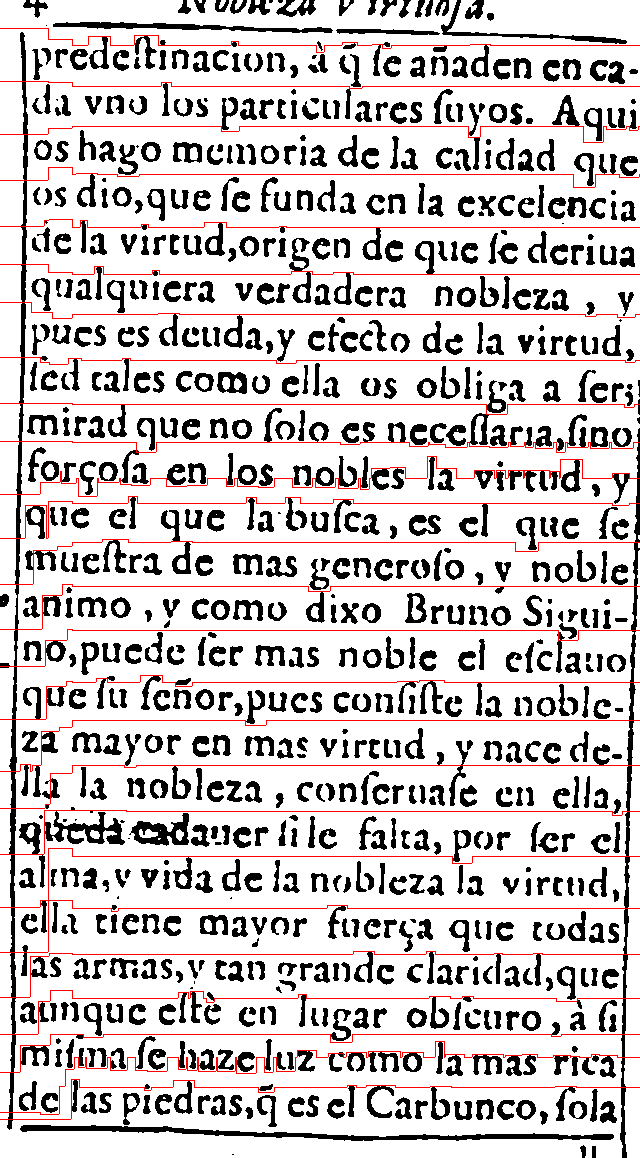 4 Nobleza virtuosa.
predeſtinacion, à q̃ ſe añaden en ca-
da vno los particulares ſuyos. Aqui
os hago memoria de la calidad que
os dio, que ſe funda en la excelencia
de la virtud, origen de que ſe deriua
qualquiera verdadera nobleza, y
pues es deuda, y efecto de la virtud,
ſed tales como ella os obliga a ſer;
mirad que no ſolo es neceſſaria, ſino
forçoſa en los nobles la virtud, y
que el que la buſca, es el que ſe
mueſtra de mas generoſo, y noble
animo, y como dixo Bruno Sigui-
no, puede ſer mas noble el eſclauo
que ſu ſeñor, pues conſiſte la noble-
za mayor en mas virtud, y nace de-
lla la nobleza, conſeruaſe en ella,
queda cadauer ſi le falta, por ſer el
alma, y vida de la nobleza la virtud,
ella tiene mayor fuerça que todas
las armas, y tan grande claridad, que
aunque eſtè en lugar obſcuro, à ſi
miſma ſe haze luz como la mas rica
de las piedras, q̃ es el Carbunco, ſola